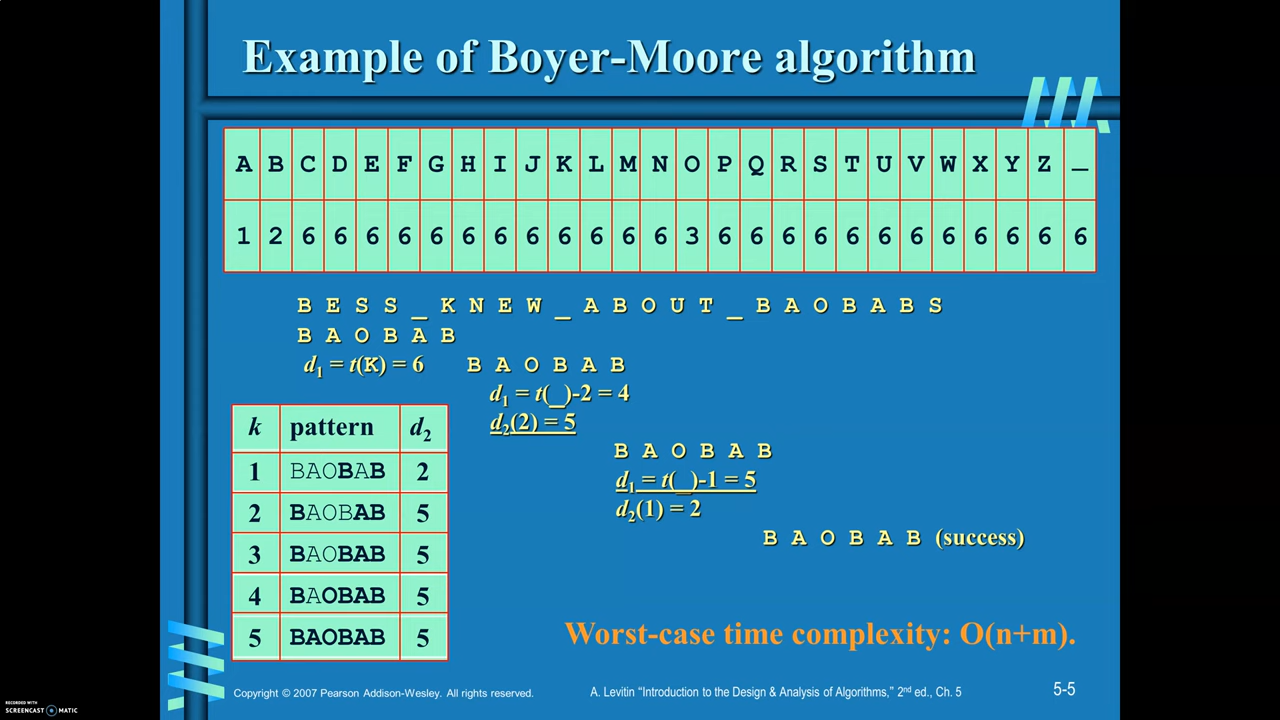 Example of Boyer-Moore algorithm
A B C D E F G H I J K L M N O P Q R S T U V W X Y Z _
1 2 6 6 6 6 6 6 6 6 6 6 6 6 3 6 6 6 6 6 6 6 6 6 6 6 6
B E S S _ K N E W _ A B O U T _ B A O B A B S
B A O B A B
d1 = t(K) = 6 B A O B A B
d1 = t(_)-2 = 4
d2(2) = 5
B A O B A B
d1 = t(_)-1 = 5
d2(1) = 2
B A O B A B (success)
k pattern d2
1 BAOBAB 2
2 BAOBAB 5
3 BAOBAB 5
4 BAOBAB 5
5 BAOBAB 5
Worst-case time complexity: O(n+m).
Copyright © 2007 Pearson Addison-Wesley. All rights reserved.
A. Levitin "Introduction to the Design & Analysis of Algorithms," 2nd ed., Ch. 5
5-5
RECORDED WITH
SCREENCAST MATIC